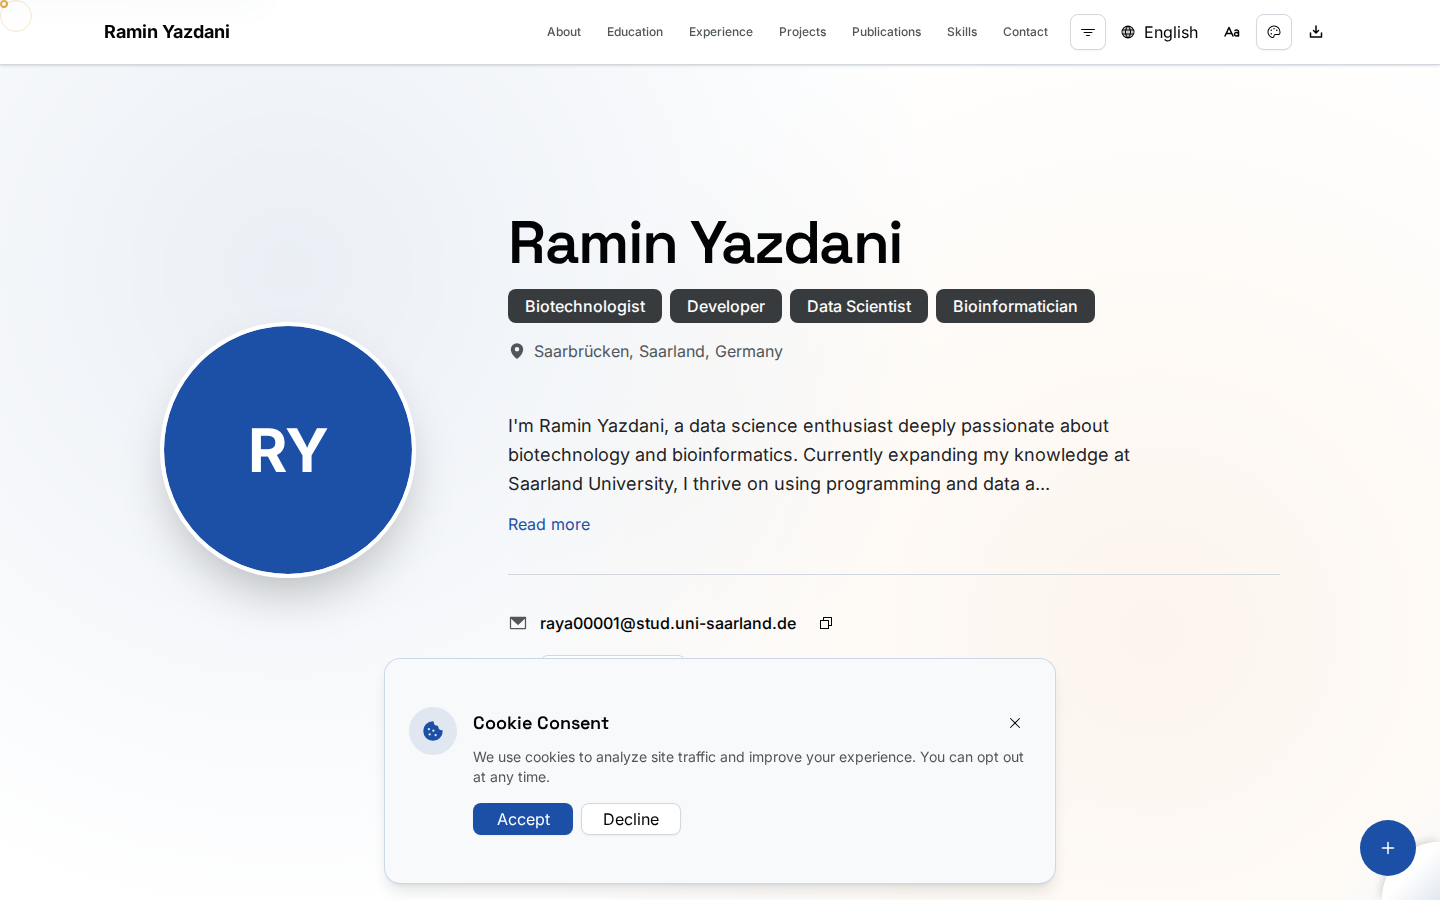 Ramin Yazdani
About
Education
Experience
Projects
Publications
Skills
Contact
English
Aa
Ramin Yazdani
Biotechnologist
Developer
Data Scientist
Bioinformatician
Saarbrücken, Saarland, Germany
RY
I'm Ramin Yazdani, a data science enthusiast deeply passionate about
biotechnology and bioinformatics. Currently expanding my knowledge at
Saarland University, I thrive on using programming and data a...
Read more
raya00001@stud.uni-saarland.de
Cookie Consent
We use cookies to analyze site traffic and improve your experience. You can opt out
at any time.
Accept
Decline